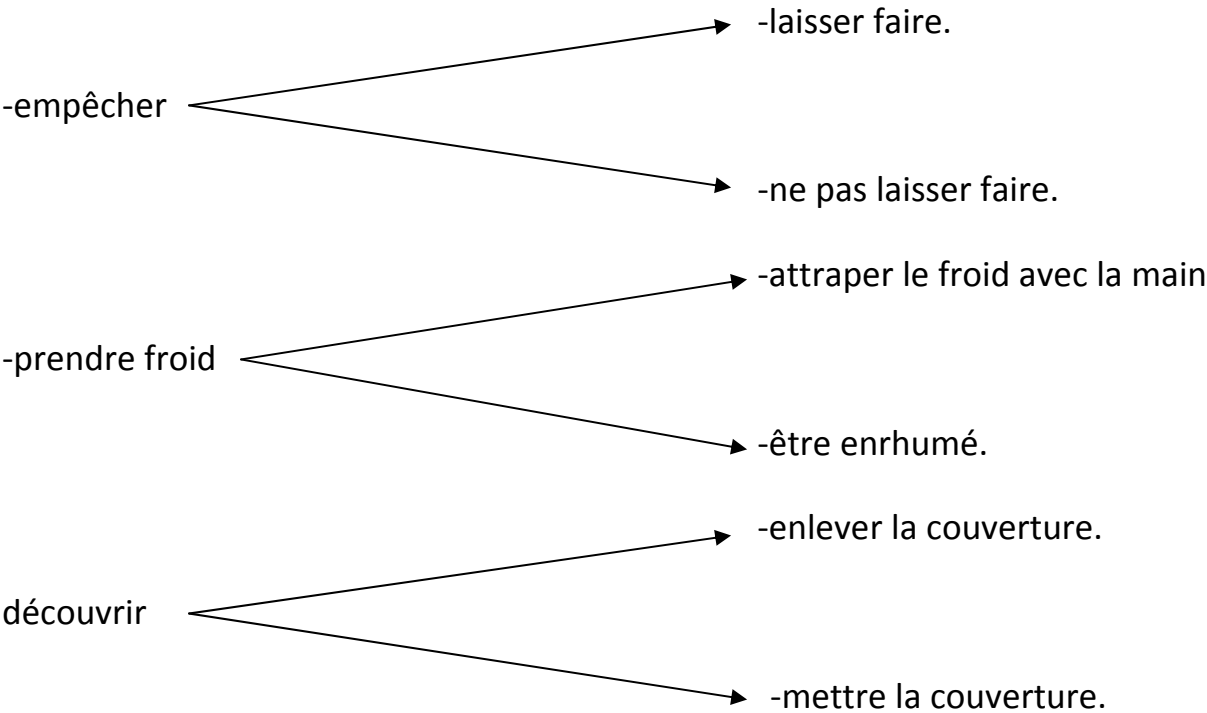 -laisser faire.
-empêcher
-ne pas laisser faire.
-attraper le froid avec la main
-prendre froid
-être enrhumé.
-enlever la couverture.
découvrir
-mettre la couverture.